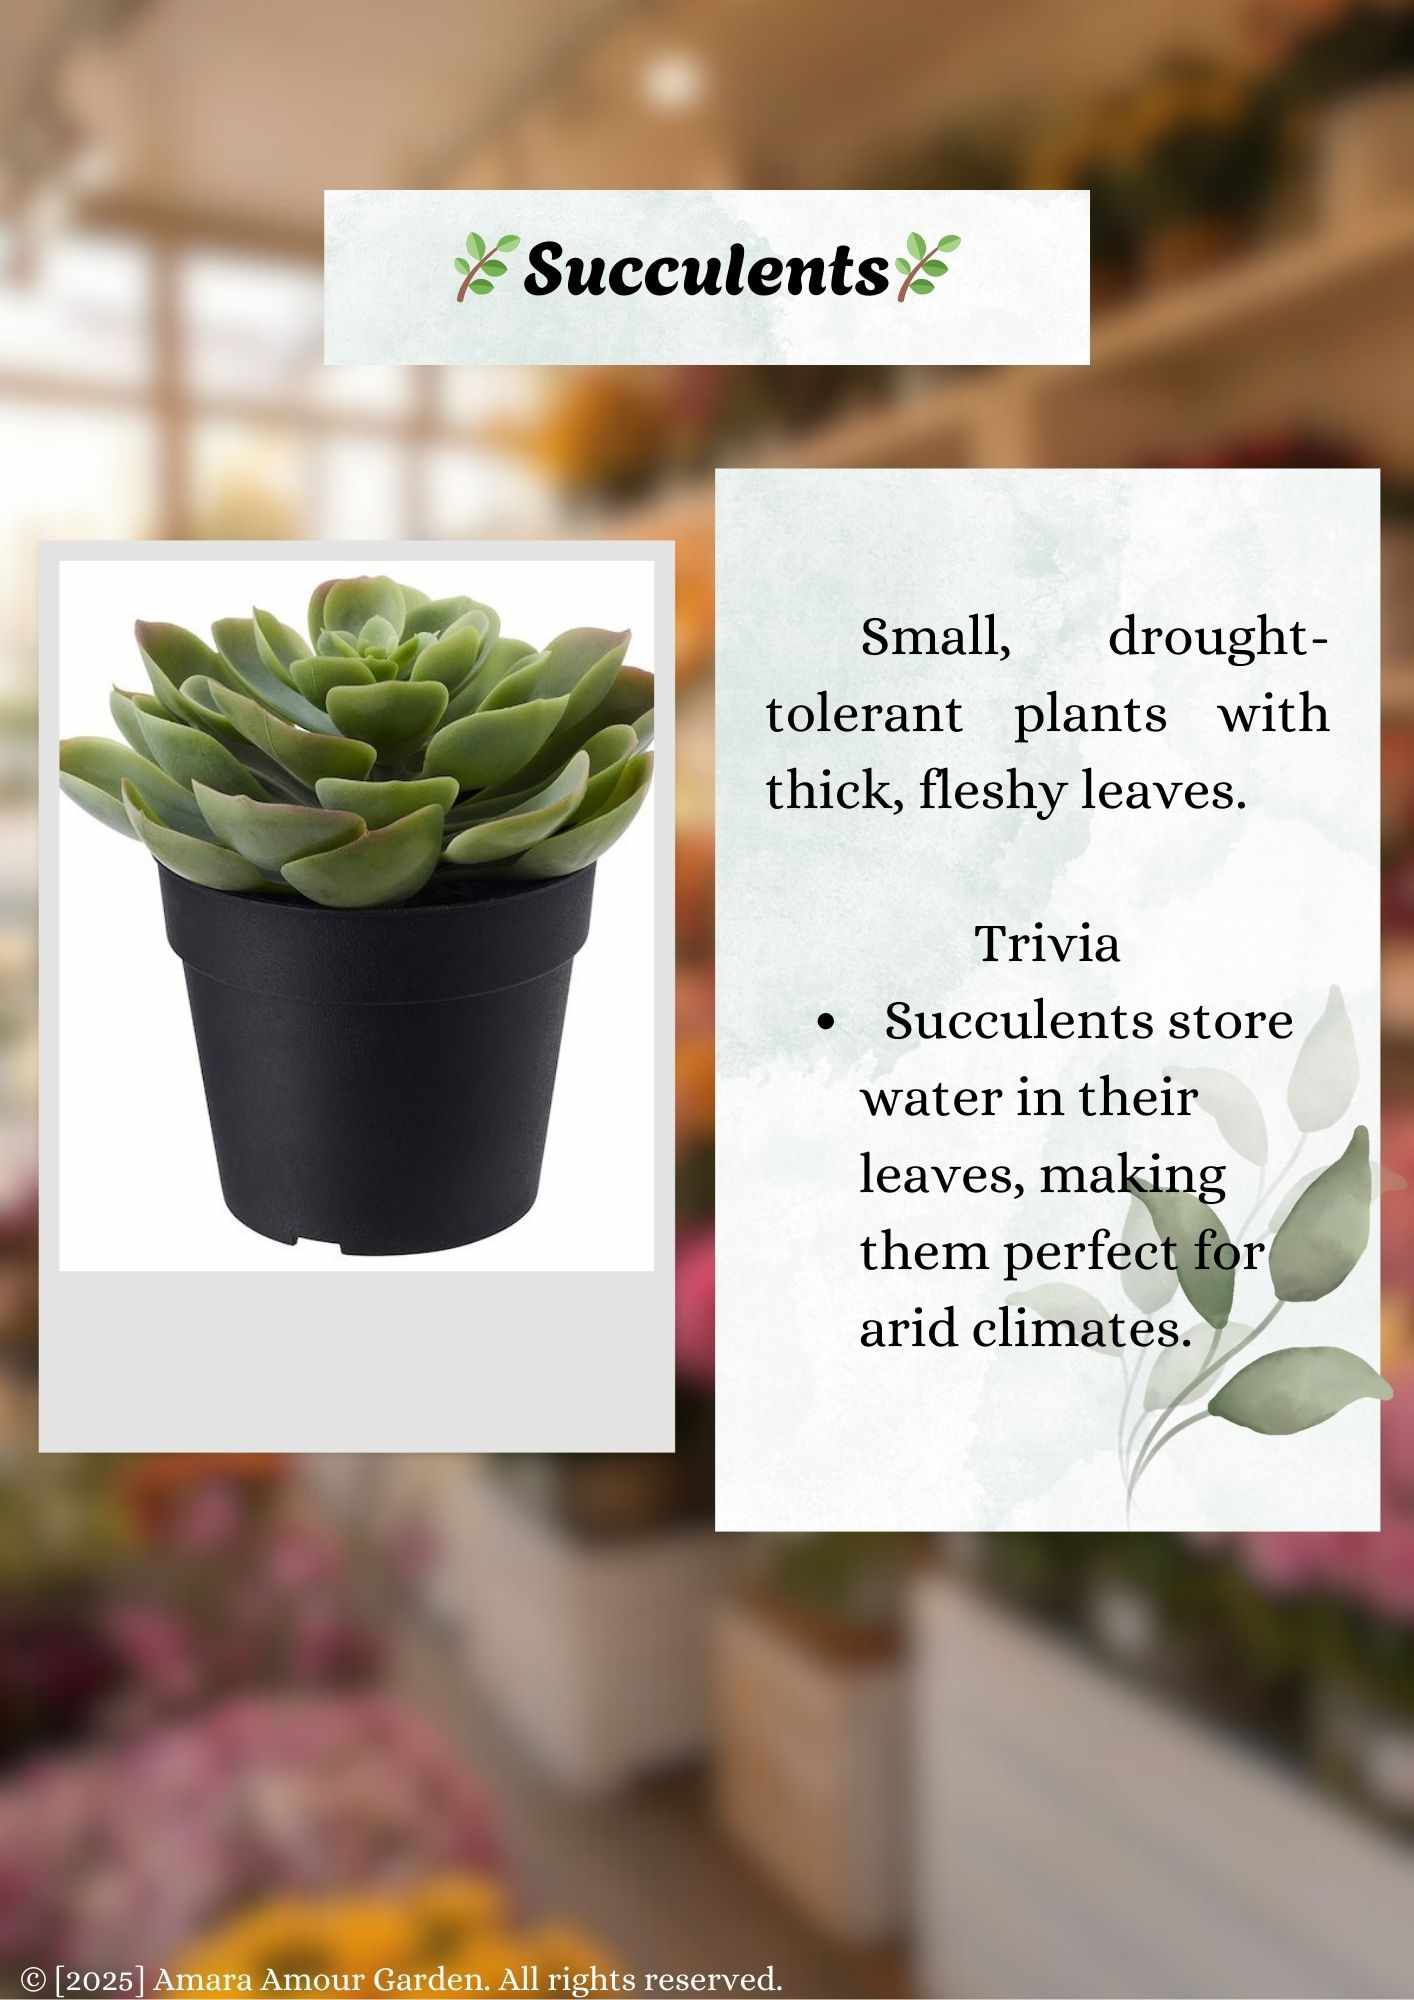 🌿Succulents🌿
Small, drought-
tolerant plants with
thick, fleshy leaves.
Trivia
• Succulents store
water in their
leaves, making
them perfect for
arid climates.
© [2025] Amara Amour Garden. All rights reserved.